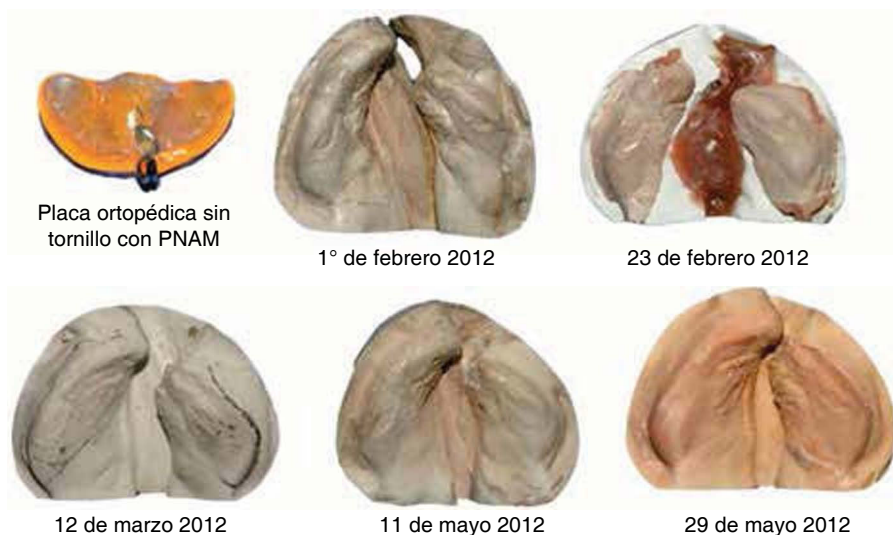 Placa ortopédica sin
tornillo con PNAM
1° de febrero 2012
23 de febrero 2012
12 de marzo 2012
11 de mayo 2012
29 de mayo 2012